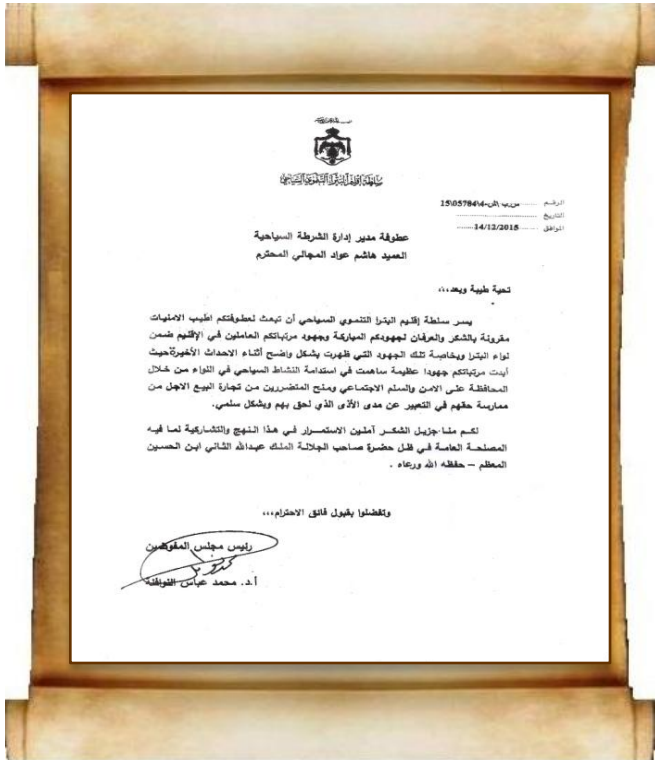 سلطة إقليم البترا التنموي السياحي
الرقم س.ر.ب\ان-4\05784\15
التاريخ
الموافق 14/12/2015
عطوفة مدير إدارة الشرطة السياحية
العميد هاشم عواد المجالي المحترم
تحية طيبة وبعد،،،
يسر سلطة إقليم البترا التنموي السياحي أن تبعث لعطوفتكم اطيب الامنيات
مقرونة بالشكر والعرفان لجهودكم المباركة وجهود مرتباتكم العاملين في الإقليم ضمن
لواء البترا وبخاصة تلك الجهود التي ظهرت بشكل واضح أثناء الاحداث الأخيرة حيث
أبدت مرتباتكم جهودا عظيمة ساهمت في استدامة النشاط السياحي في اللواء من خلال
المحافظة على الامن والسلم الاجتماعي ومنح المتضررين من تجارة البيع الاجل من
ممارسة حقهم في التعبير عن مدى الأذى الذي لحق بهم وبشكل سلمي.
لكم منا جزيل الشكر آملين الاستمرار في هذا النهج والتشاركية لما فيه
المصلحة العامة في ظل حضرة صاحب الجلالة الملك عبدالله الثاني ابن الحسين
المعظم – حفظه الله ورعاه .
وتفضلوا بقبول فائق الاحترام،،،
رئيس مجلس المفوضين
أ.د. محمد عباس النوافلة